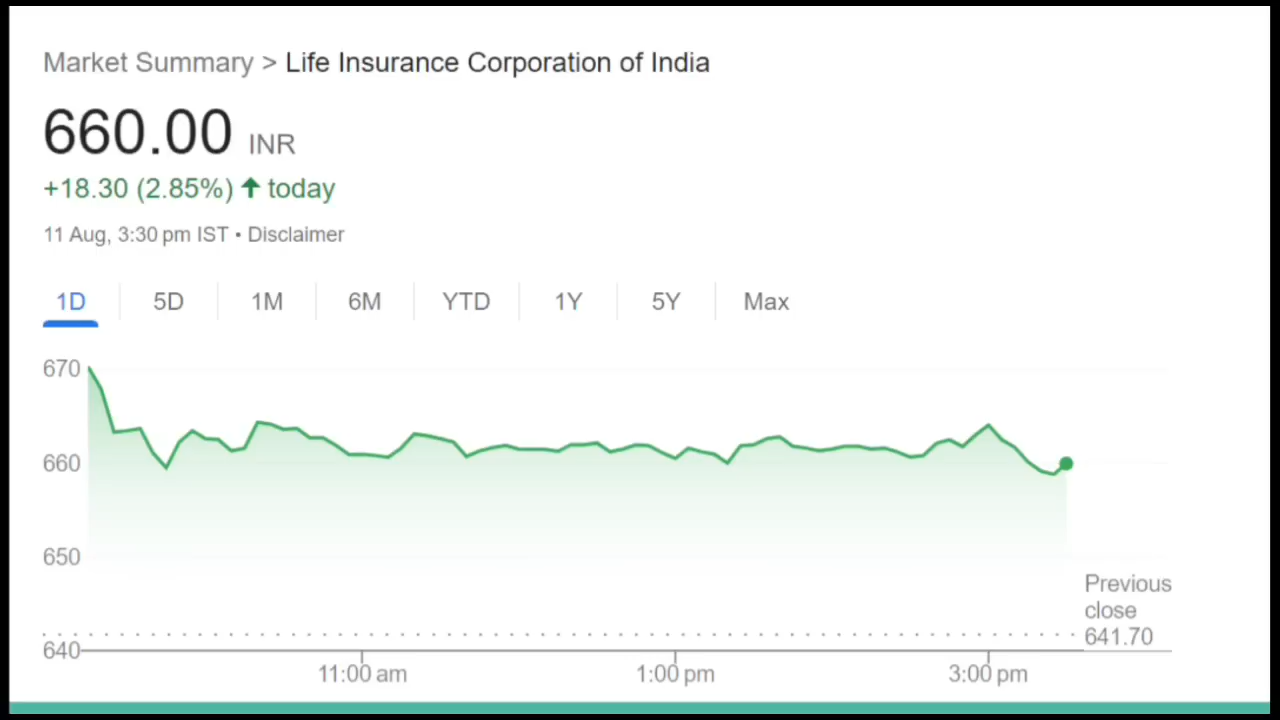 Market Summary > Life Insurance Corporation of India
660.00 INR
+18.30 (2.85%) ↑ today
11 Aug, 3:30 pm IST • Disclaimer
1D 5D 1M 6M YTD 1Y 5Y Max
670
660
650
Previous
close
641.70
640
11:00 am 1:00 pm 3:00 pm